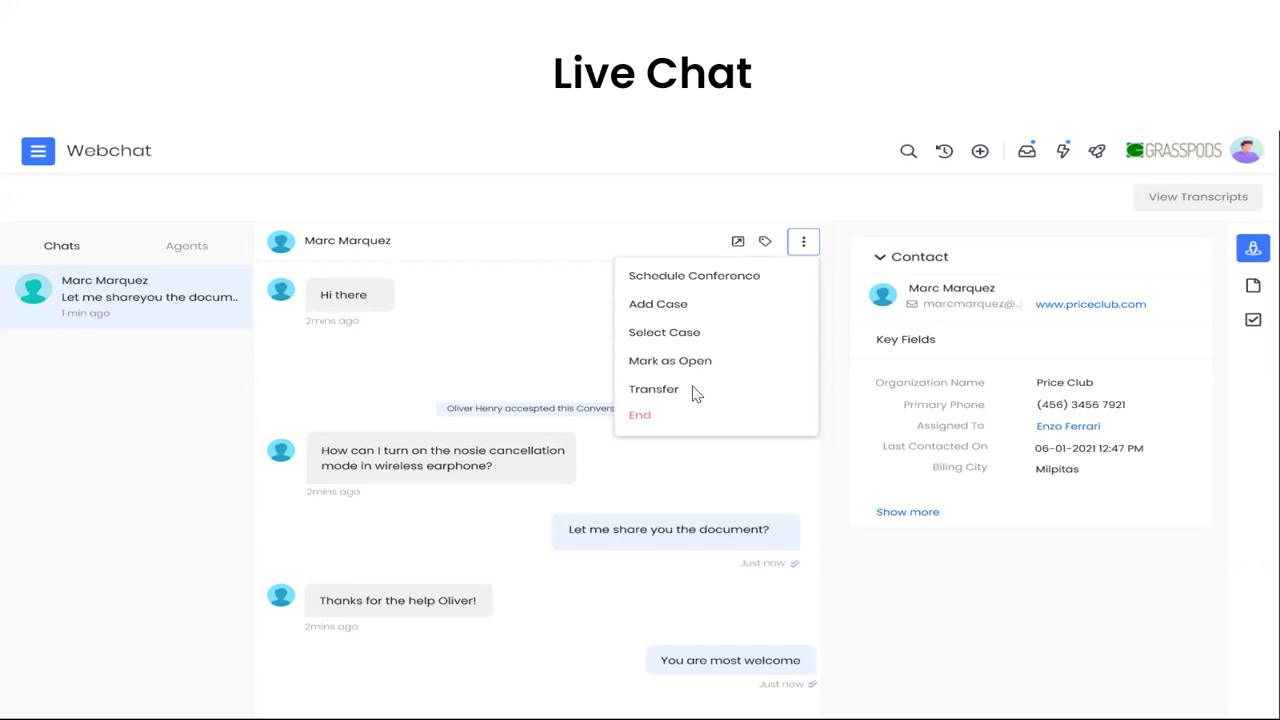 Live Chat
Webchat
GRASSPODS
View Transcripts
Chats
Agents
Marc Marquez
Let me shareyou the docum..
1 min ago
Marc Marquez
Hi there
2mins ago
Oliver Henry accespted this Convers
How can I turn on the nosie cancellation
mode in wireless earphone?
2mins ago
Let me share you the document?
Just now
Thanks for the help Oliver!
2mins ago
You are most welcome
Just now
Schedule Conference
Add Case
Select Case
Mark as Open
Transfer
End
Contact
Marc Marquez
marcmarquez@..
www.priceclub.com
Key Fields
Organization Name Price Club
Primary Phone (456) 3456 7921
Assigned To Enzo Ferrari
Last Contacted On 06-01-2021 12:47 PM
Biling City Milpitas
Show more